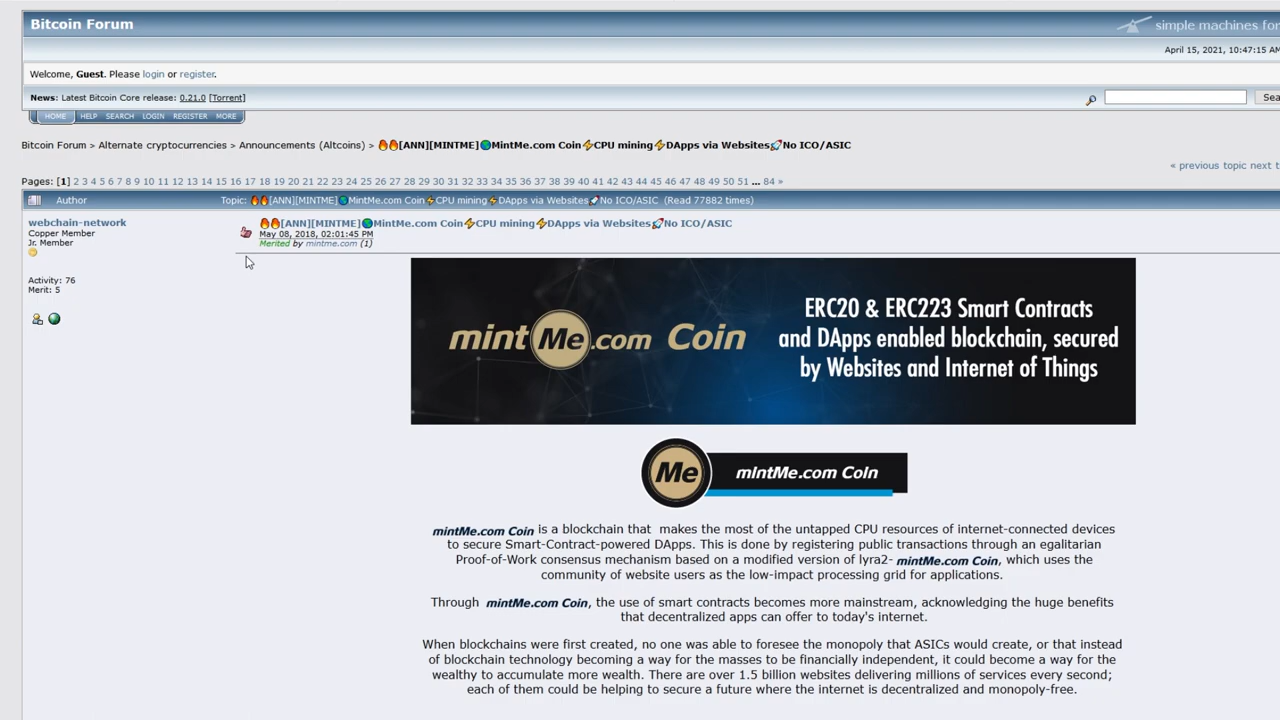 Bitcoin Forum
simple machines for
April 15, 2021, 10:47:15 AM
Welcome, Guest. Please login or register.
News: Latest Bitcoin Core release: 0.21.0 [Torrent]
Sea
HOME HELP SEARCH LOGIN REGISTER MORE
Bitcoin Forum > Alternate cryptocurrencies > Announcements (Altcoins) > 🔥🔥[ANN][MINTME]🌎MintMe.com Coin⚡CPU mining⚡DApps via Websites🚀No ICO/ASIC
« previous topic next t
Pages: [1] 2 3 4 5 6 7 8 9 10 11 12 13 14 15 16 17 18 19 20 21 22 23 24 25 26 27 28 29 30 31 32 33 34 35 36 37 38 39 40 41 42 43 44 45 46 47 48 49 50 51 ... 84 »
Author
Topic: 🔥🔥[ANN][MINTME]🌎MintMe.com Coin⚡CPU mining⚡DApps via Websites🚀No ICO/ASIC (Read 77882 times)
webchain-network
Copper Member
Jr. Member
Activity: 76
Merit: 5
🔥🔥[ANN][MINTME]🌎MintMe.com Coin⚡CPU mining⚡DApps via Websites🚀No ICO/ASIC
May 08, 2018, 02:01:45 PM
Merited by mintme.com (1)
mintMe.com Coin
ERC20 & ERC223 Smart Contracts
and DApps enabled blockchain, secured
by Websites and Internet of Things
Me mintMe.com Coin
mintMe.com Coin is a blockchain that makes the most of the untapped CPU resources of internet-connected devices
to secure Smart-Contract-powered DApps. This is done by registering public transactions through an egalitarian
Proof-of-Work consensus mechanism based on a modified version of lyra2- mintMe.com Coin, which uses the
community of website users as the low-impact processing grid for applications.
Through mintMe.com Coin, the use of smart contracts becomes more mainstream, acknowledging the huge benefits
that decentralized apps can offer to today's internet.
When blockchains were first created, no one was able to foresee the monopoly that ASICs would create, or that instead
of blockchain technology becoming a way for the masses to be financially independent, it could become a way for the
wealthy to accumulate more wealth. There are over 1.5 billion websites delivering millions of services every second;
each of them could be helping to secure a future where the internet is decentralized and monopoly-free.